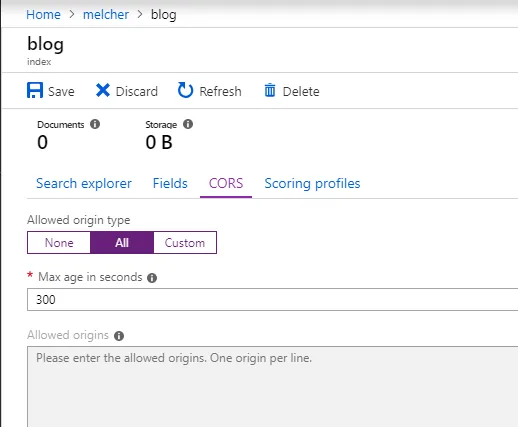 Home > melcher > blog
blog
index
Save Discard Refresh Delete
Documents Storage
0 0 B
Search explorer Fields CORS Scoring profiles
Allowed origin type
None All Custom
* Max age in seconds
300
Allowed origins
Please enter the allowed origins. One origin per line.